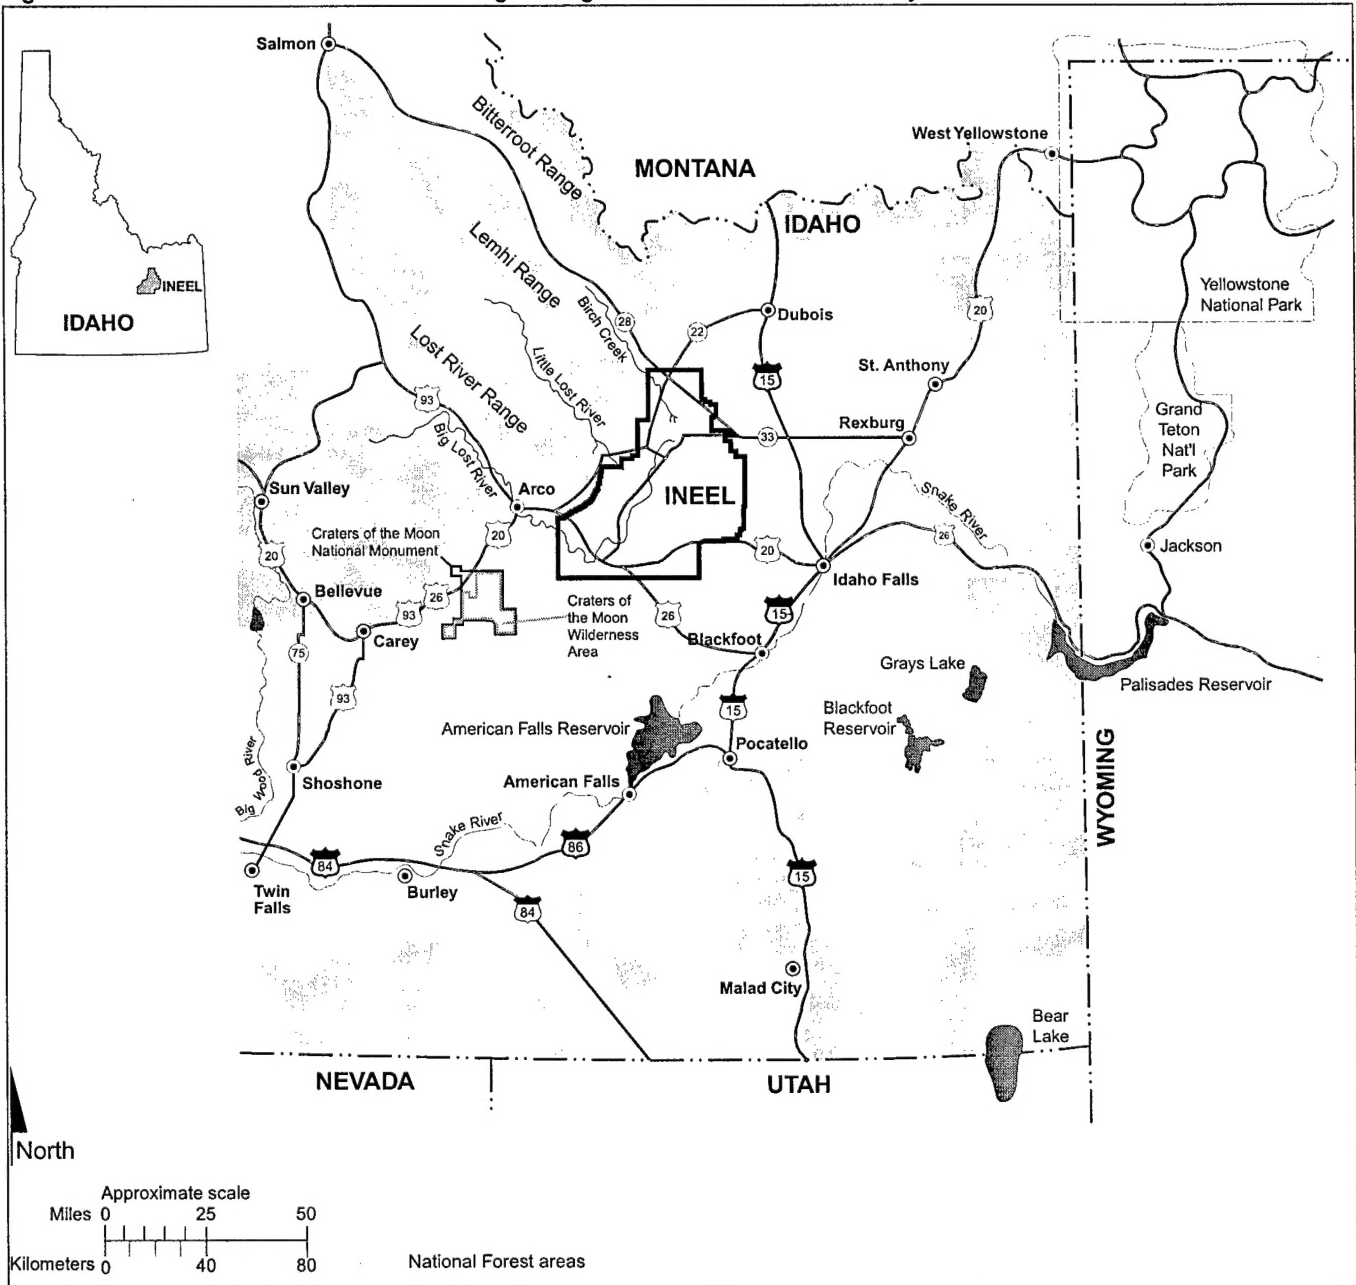 Salmon
Bitterroot Range
MONTANA
West Yellowstone
IDAHO
Lemhi Range
Yellowstone
National Park
INEEL
IDAHO
Birch Creek
28
22
Dubois
20
Lost River Range
Little Lost River
15
St. Anthony
93
Grand
Teton
Nat'l
Park
Rexburg
33
Big Lost River
Sun Valley
Arco
INEEL
Snake River
Craters of the Moon
National Monument
20
26
20
20
Jackson
Idaho Falls
Bellevue
26
93
Craters of
the Moon
Wilderness
Area
26
15
Carey
Blackfoot
75
Grays Lake
Palisades Reservoir
93
15
Blackfoot
Reservoir
American Falls Reservoir
Pocatello
Big Wood River
Shoshone
American Falls
WYOMING
Snake River
86
84
15
Twin
Falls
Burley
84
Malad City
Bear
Lake
NEVADA
UTAH
North
Approximate scale
Miles 0 25 50
Kilometers 0 40 80
National Forest areas